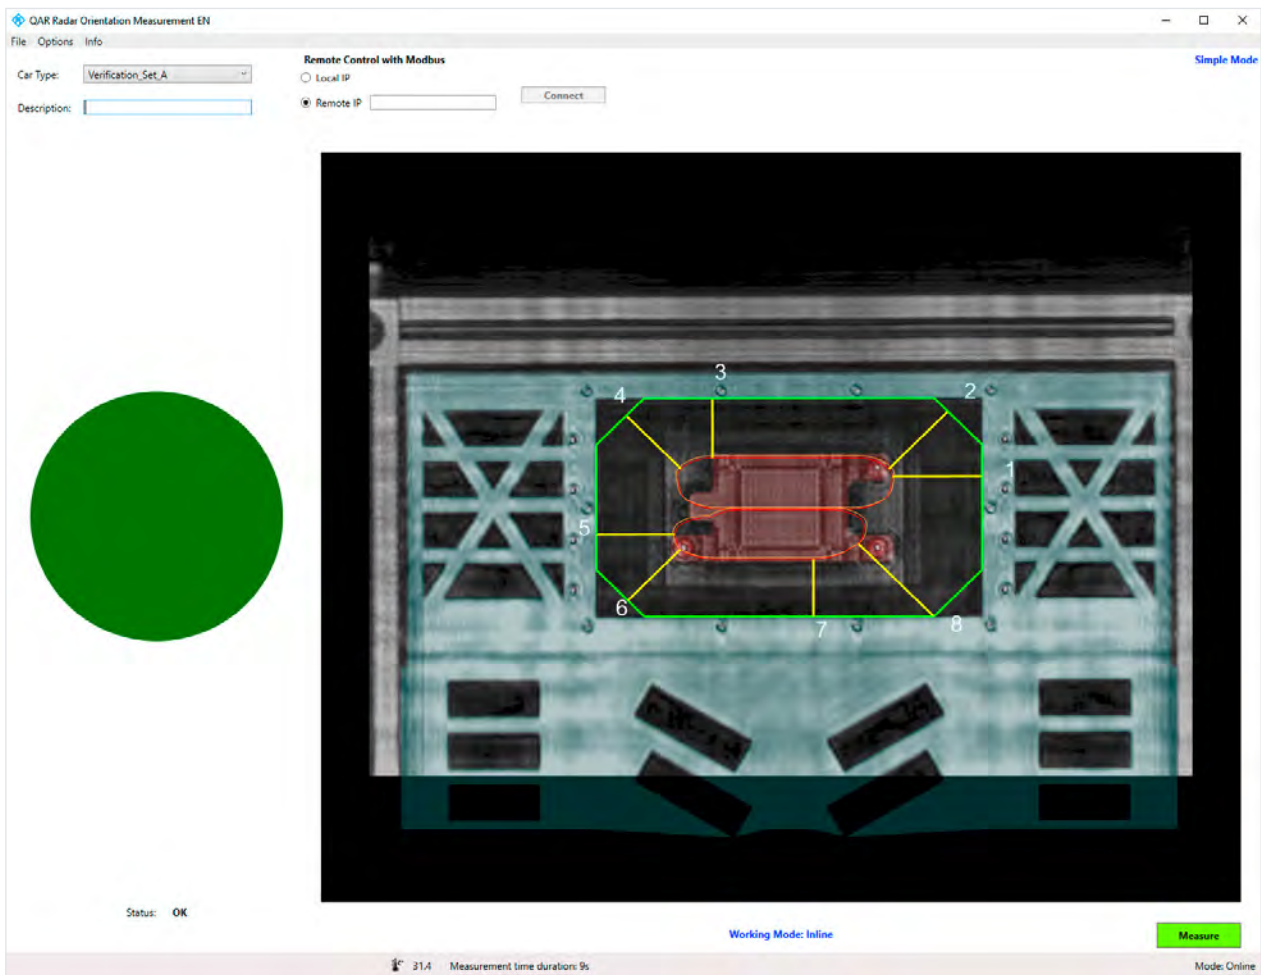 QAR Radar Orientation Measurement EN
File Options Info
Car Type: Verification_Set_A
Description:
Remote Control with Modbus
Local IP
Remote IP
Connect
Simple Mode
3
4
2
1
5
6
7
8
Status: OK
Working Mode: Inline
Measure
31.4 Measurement time duration: 9s
Mode: Online